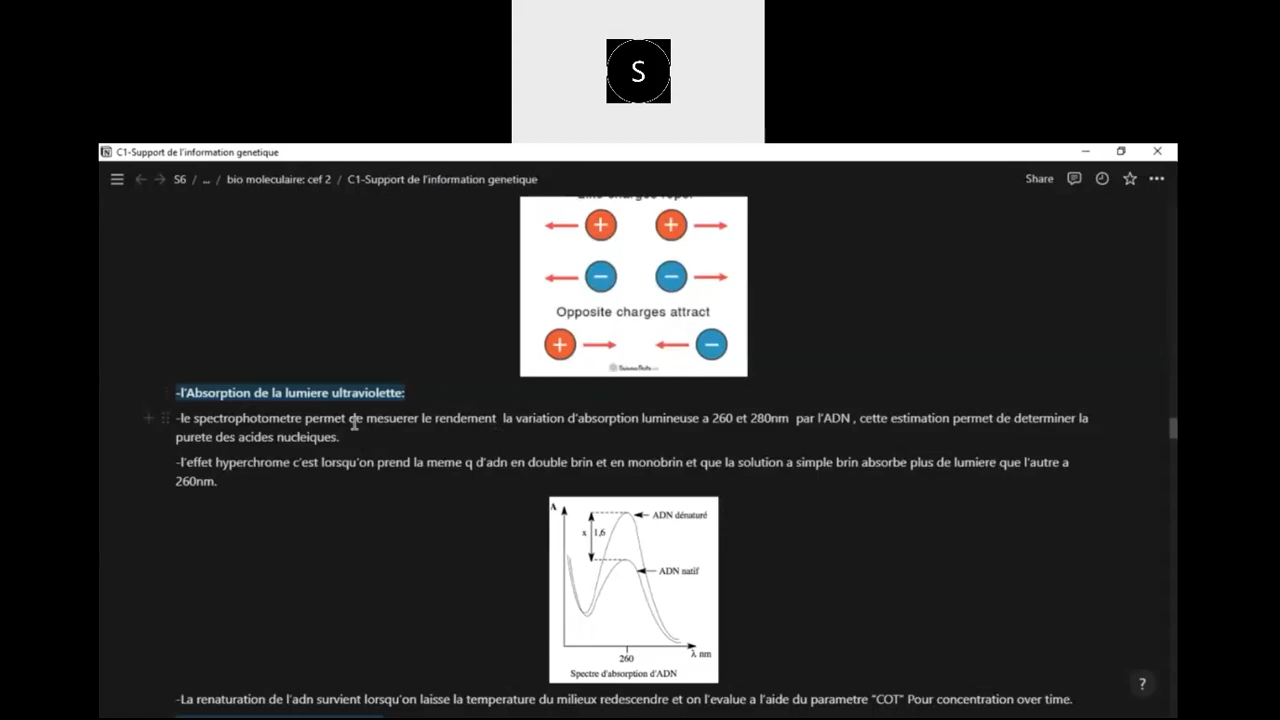 S
C1-Support de l'information genetique
S6 / ... / bio moleculaire: cef 2 / C1-Support de l'information genetique
Share
+ +
- -
Opposite charges attract
+ -
-l'Absorption de la lumiere ultraviolette:
-le spectrophotometre permet de mesuerer le rendement la variation d'absorption lumineuse a 260 et 280nm par l'ADN , cette estimation permet de determiner la
purete des acides nucleiques.
-l'effet hyperchrome c'est lorsqu'on prend la meme q d'adn en double brin et en monobrin et que la solution a simple brin absorbe plus de lumiere que l'autre a
260nm.
A
ADN dénaturé
x 1,6
ADN natif
λ nm
260
Spectre d'absorption d'ADN
?
-La renaturation de l'adn survient lorsqu'on laisse la temperature du milieux redescendre et on l'evalue a l'aide du parametre "COT" Pour concentration over time.